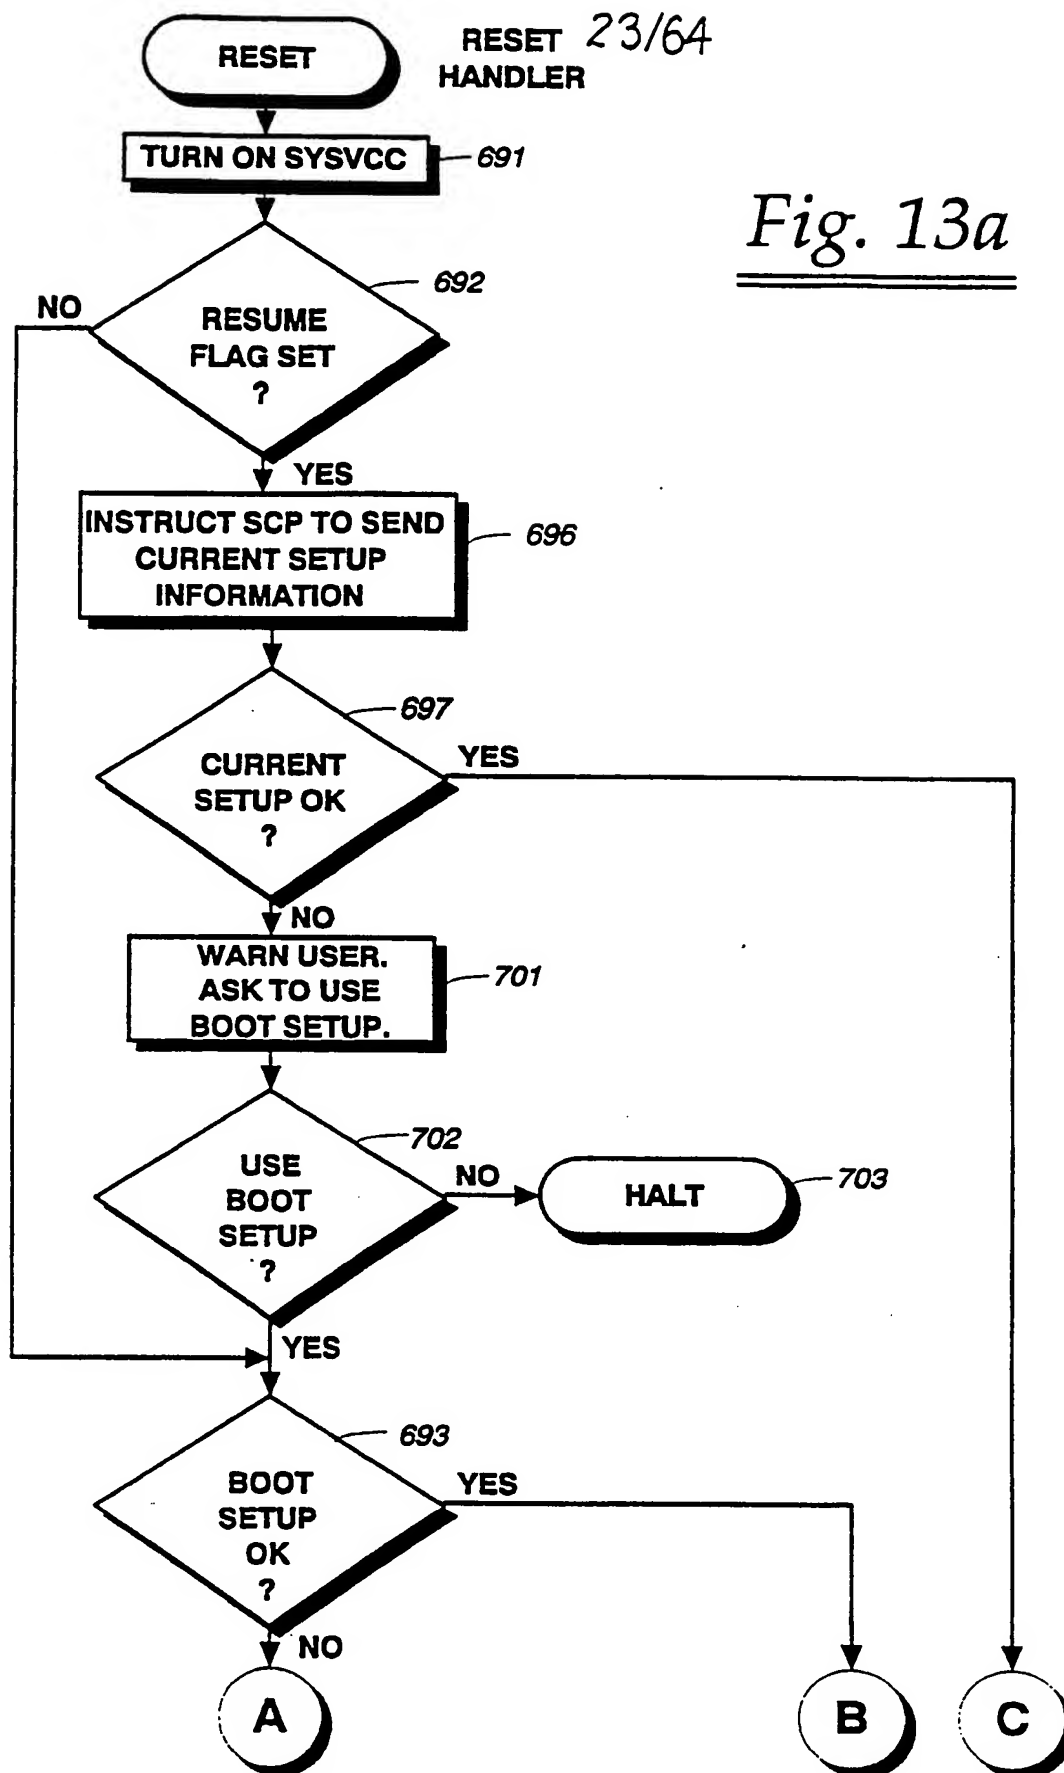 RESET
RESET 23/64
HANDLER
TURN ON SYSVCC
691
Fig. 13a
692
NO
RESUME
FLAG SET
?
YES
INSTRUCT SCP TO SEND
CURRENT SETUP
INFORMATION
696
697
CURRENT
SETUP OK
?
YES
NO
WARN USER.
ASK TO USE
BOOT SETUP.
701
702
USE
BOOT
SETUP
?
NO
HALT
703
YES
693
BOOT
SETUP
OK
?
YES
NO
A
B
C